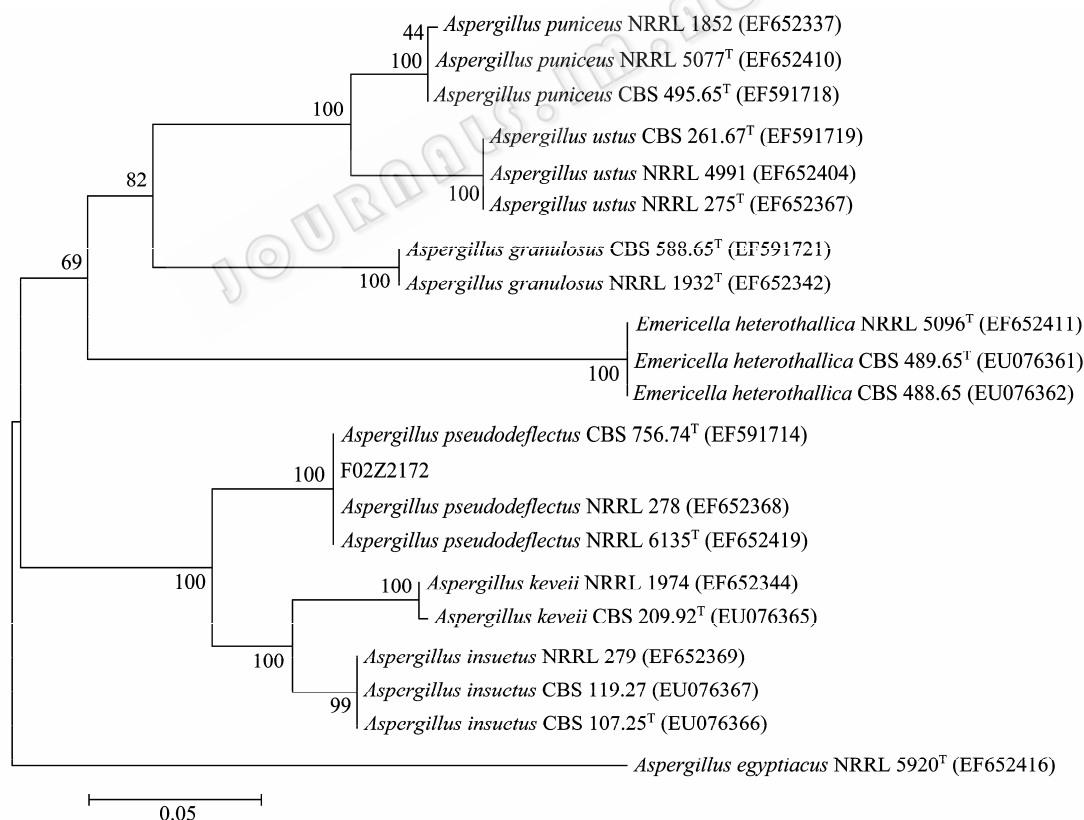 44
Aspergillus puniceus NRRL 1852 (EF652337)
100
Aspergillus puniceus NRRL 5077ᵀ (EF652410)
Aspergillus puniceus CBS 495.65ᵀ (EF591718)
100
Aspergillus ustus CBS 261.67ᵀ (EF591719)
Aspergillus ustus NRRL 4991 (EF652404)
100
Aspergillus ustus NRRL 275ᵀ (EF652367)
82
Aspergillus granulosus CBS 588.65ᵀ (EF591721)
69
100
Aspergillus granulosus NRRL 1932ᵀ (EF652342)
Emericella heterothallica NRRL 5096ᵀ (EF652411)
Emericella heterothallica CBS 489.65ᵀ (EU076361)
100
Emericella heterothallica CBS 488.65 (EU076362)
Aspergillus pseudodeflectus CBS 756.74ᵀ (EF591714)
100
F02Z2172
Aspergillus pseudodeflectus NRRL 278 (EF652368)
Aspergillus pseudodeflectus NRRL 6135ᵀ (EF652419)
100
100
Aspergillus keveii NRRL 1974 (EF652344)
Aspergillus keveii CBS 209.92ᵀ (EU076365)
100
Aspergillus insuetus NRRL 279 (EF652369)
Aspergillus insuctus CBS 119.27 (EU076367)
99
Aspergillus insuctus CBS 107.25ᵀ (EU076366)
Aspergillus egyptiacus NRRL 5920ᵀ (EF652416)
0.05
JOURNALS.IM.AC